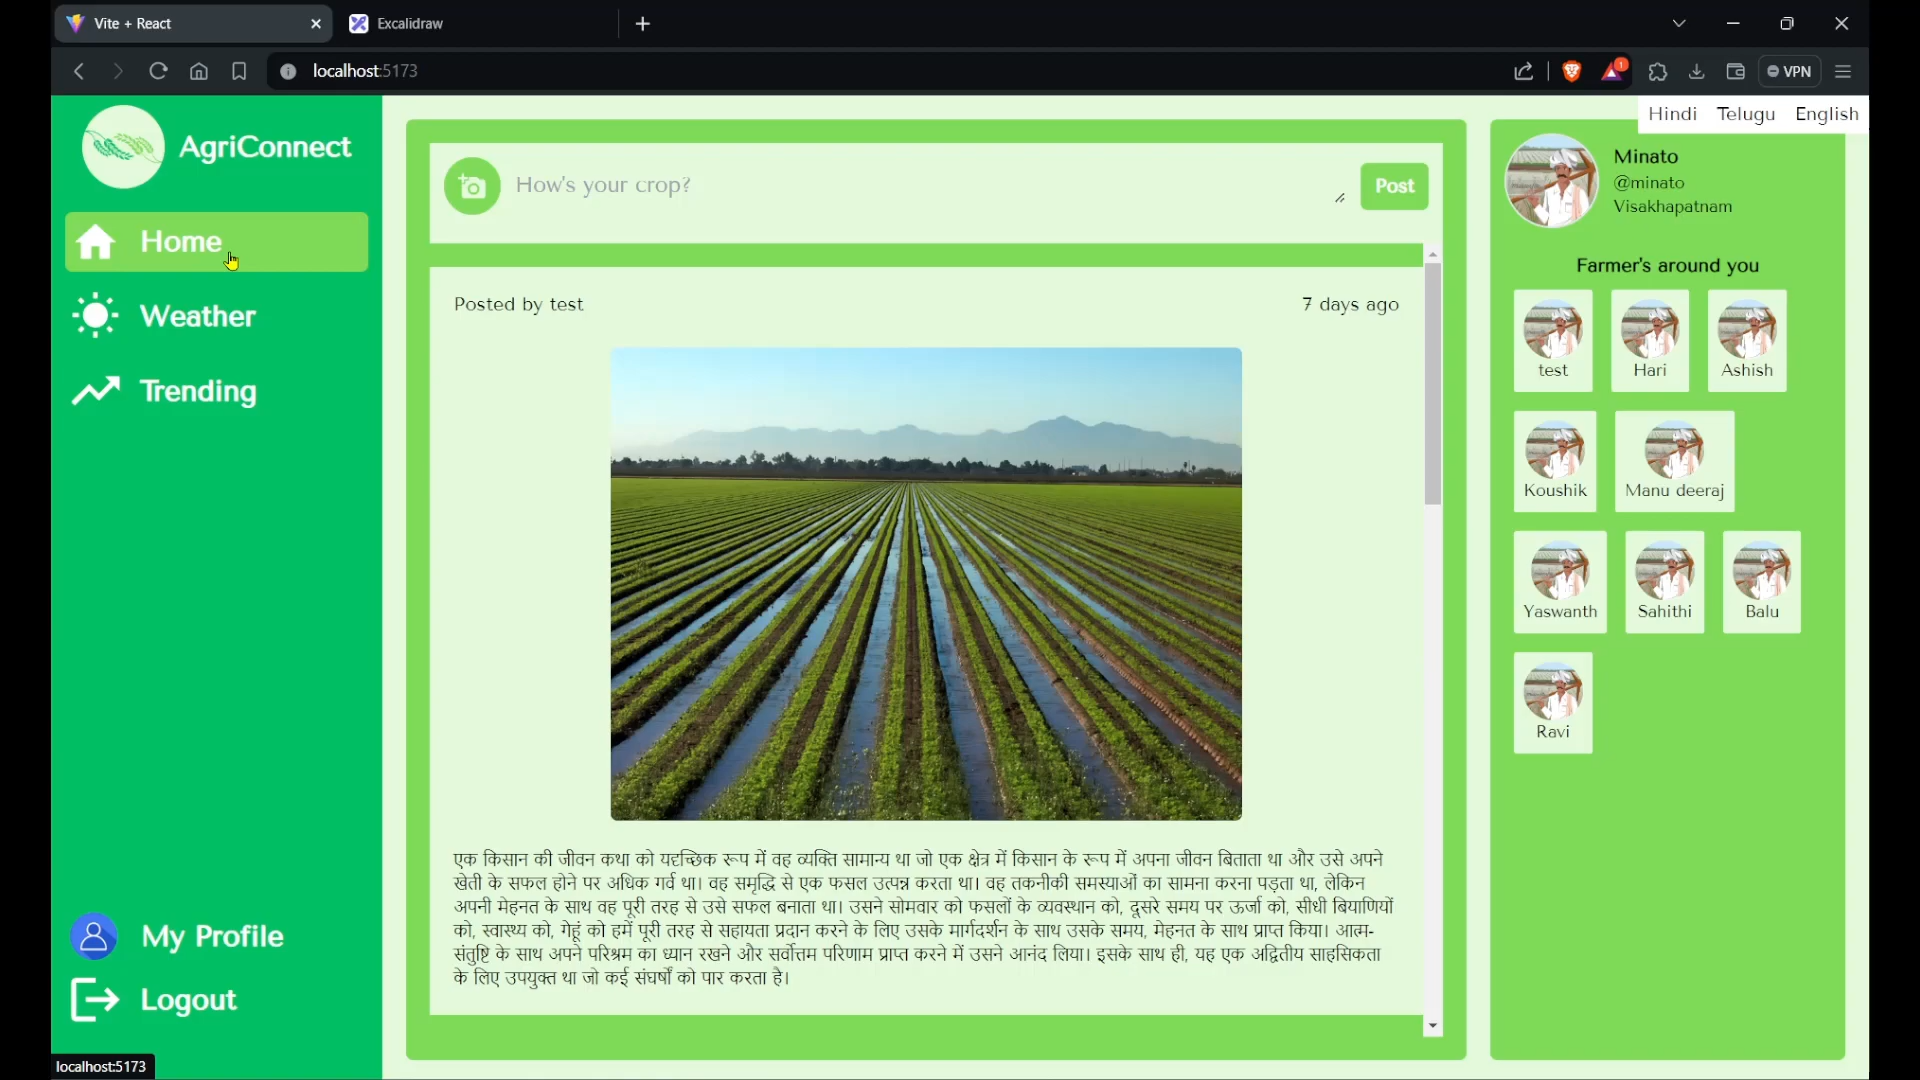 Vite + React
Excalidraw
localhost:5173
1
VPN
Hindi Telugu English
AgriConnect
Home
Weather
Trending
My Profile
Logout
localhost:5173
How's your crop?
Post
Posted by test
7 days ago
एक किसान की जीवन कथा को यदृच्छिक रूप में वह व्यक्ति सामान्य था जो एक क्षेत्र में किसान के रूप में अपना जीवन बिताता था और उसे अपने
खेती के सफल होने पर अधिक गर्व था। वह समृद्धि से एक फसल उत्पन्न करता था। वह तकनीकी समस्याओं का सामना करना पड़ता था, लेकिन
अपनी मेहनत के साथ वह पूरी तरह से उसे सफल बनाता था। उसने सोमवार को फसलों के व्यवस्थान को, दूसरे समय पर ऊर्जा को, सीधी बियाणियों
को, स्वास्थ्य को, गेहूं को हमें पूरी तरह से सहायता प्रदान करने के लिए उसके मार्गदर्शन के साथ उसके समय, मेहनत के साथ प्राप्त किया। आत्म-
संतुष्टि के साथ अपने परिश्रम का ध्यान रखने और सर्वोत्तम परिणाम प्राप्त करने में उसने आनंद लिया। इसके साथ ही, यह एक अद्वितीय साहसिकता
के लिए उपयुक्त था जो कई संघर्षों को पार करता है।
Minato
@minato
Visakhapatnam
Farmer's around you
test Hari Ashish
Koushik Manu deeraj
Yaswanth Sahithi Balu
Ravi